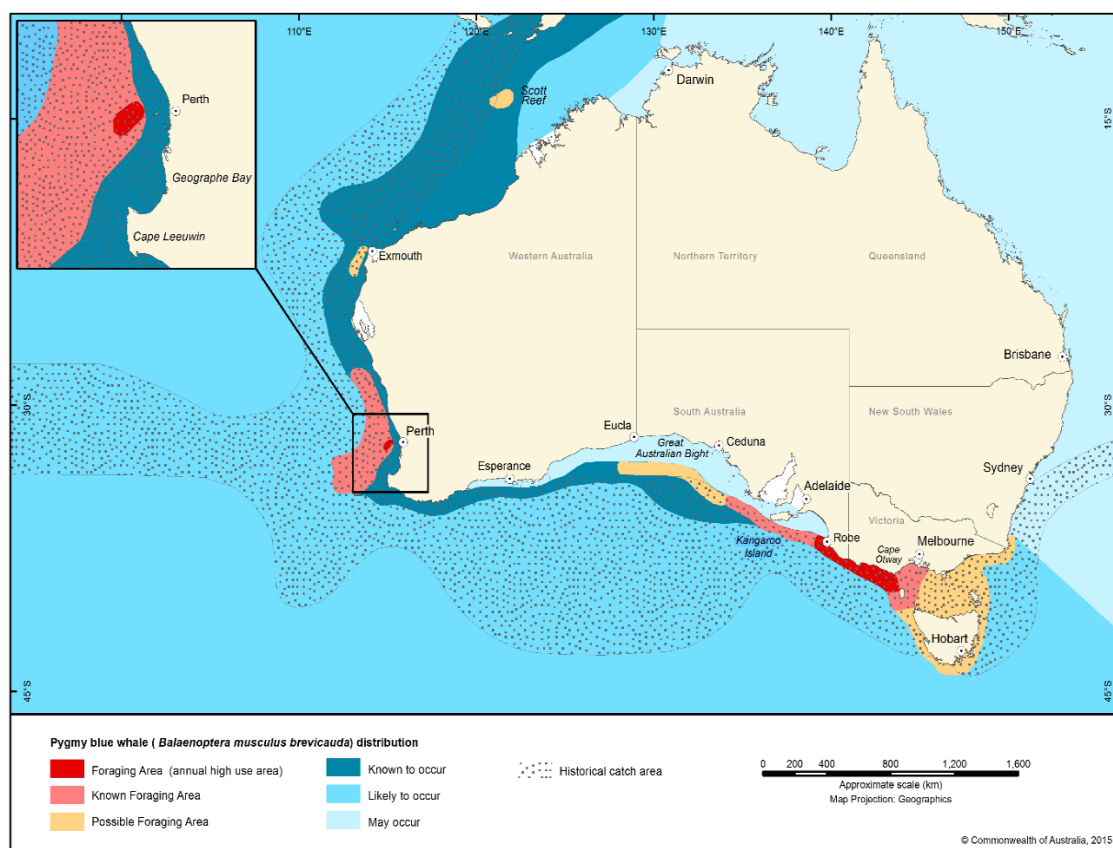 110°E
120°E
130°E
140°E
150°E
Perth
Geographe Bay
Cape Leeuwin
Scott
Reef
Darwin
15°S
15°S
Exmouth
Western Australia
Northern Territory
Queensland
Brisbane
30°S
30°S
South Australia
New South Wales
Perth
Eucla
Great
Australian Bight
Ceduna
Esperance
Sydney
Adelaide
Victoria
Kangaroo
Island
Robe
Cape
Otway
Melbourne
Hobart
45°S
45°S
Pygmy blue whale ( Balaenoptera musculus brevicauda) distribution
Foraging Area (annual high use area)
Known Foraging Area
Possible Foraging Area
Known to occur
Likely to occur
May occur
Historical catch area
0 200 400 800 1,200 1,600
Approximate scale (km)
Map Projection: Geographics
© Commonwealth of Australia, 2015